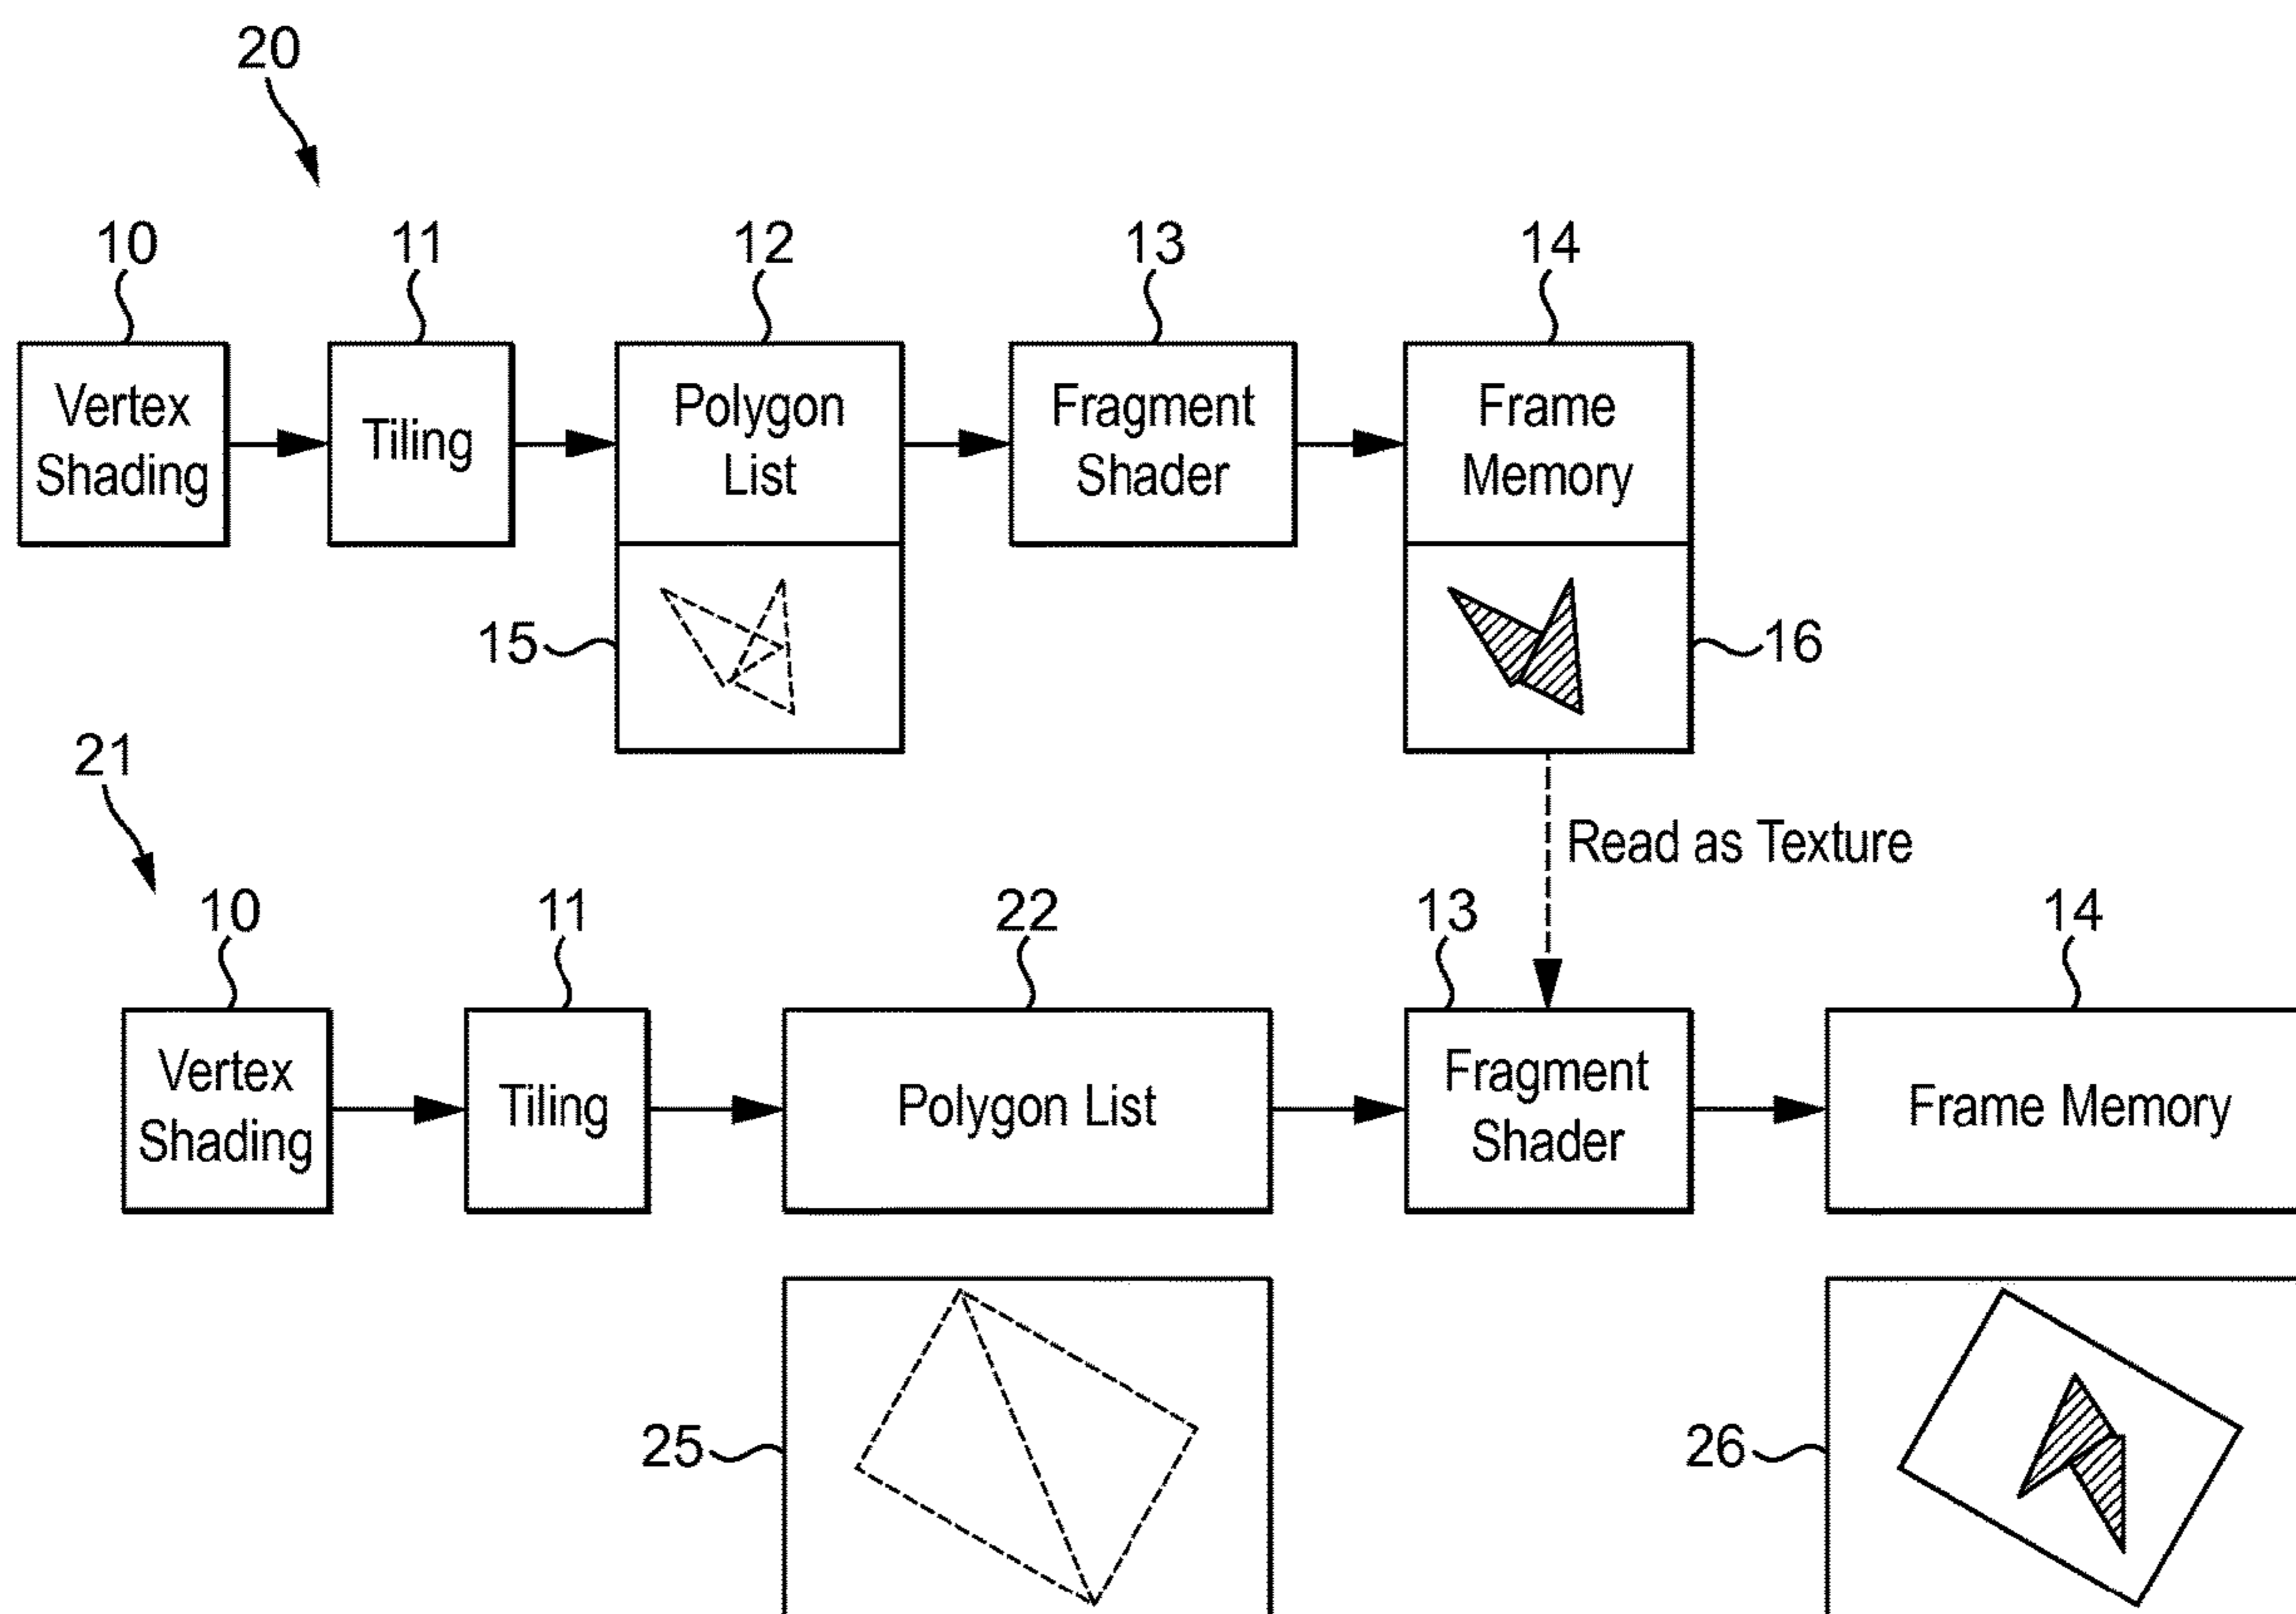 20
10
11
12
13
14
Vertex
Shading
Tiling
Polygon
List
Fragment
Shader
Frame
Memory
15
16
21
Read as Texture
10
11
22
13
14
Vertex
Shading
Tiling
Polygon List
Fragment
Shader
Frame Memory
25
26